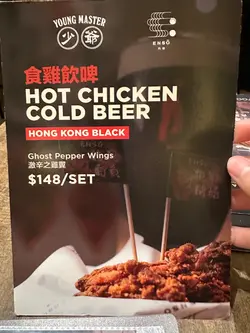 YOUNG MASTER
少爺
ENSŌ
食雞飲啤
HOT CHICKEN
COLD BEER
HONG KONG BLACK
Ghost Pepper Wings
激辛之雞翼
$148/SET